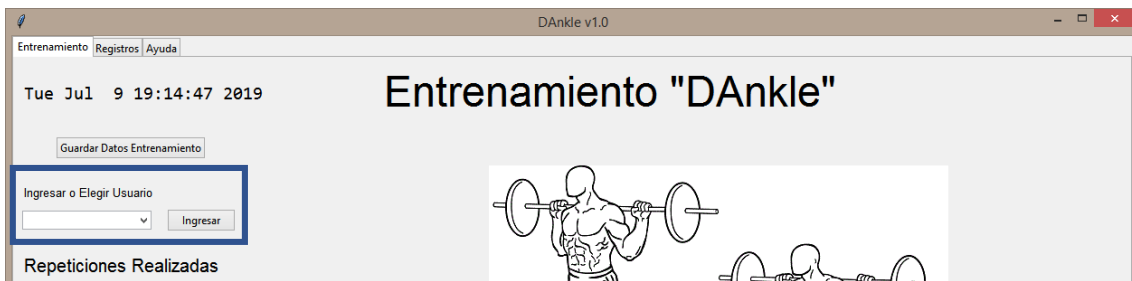 DAnkle v1.0
Entrenamiento Registros Ayuda
Tue Jul  9 19:14:47 2019
Entrenamiento "DAnkle"
Guardar Datos Entrenamiento
Ingresar o Elegir Usuario
Ingresar
Repeticiones Realizadas